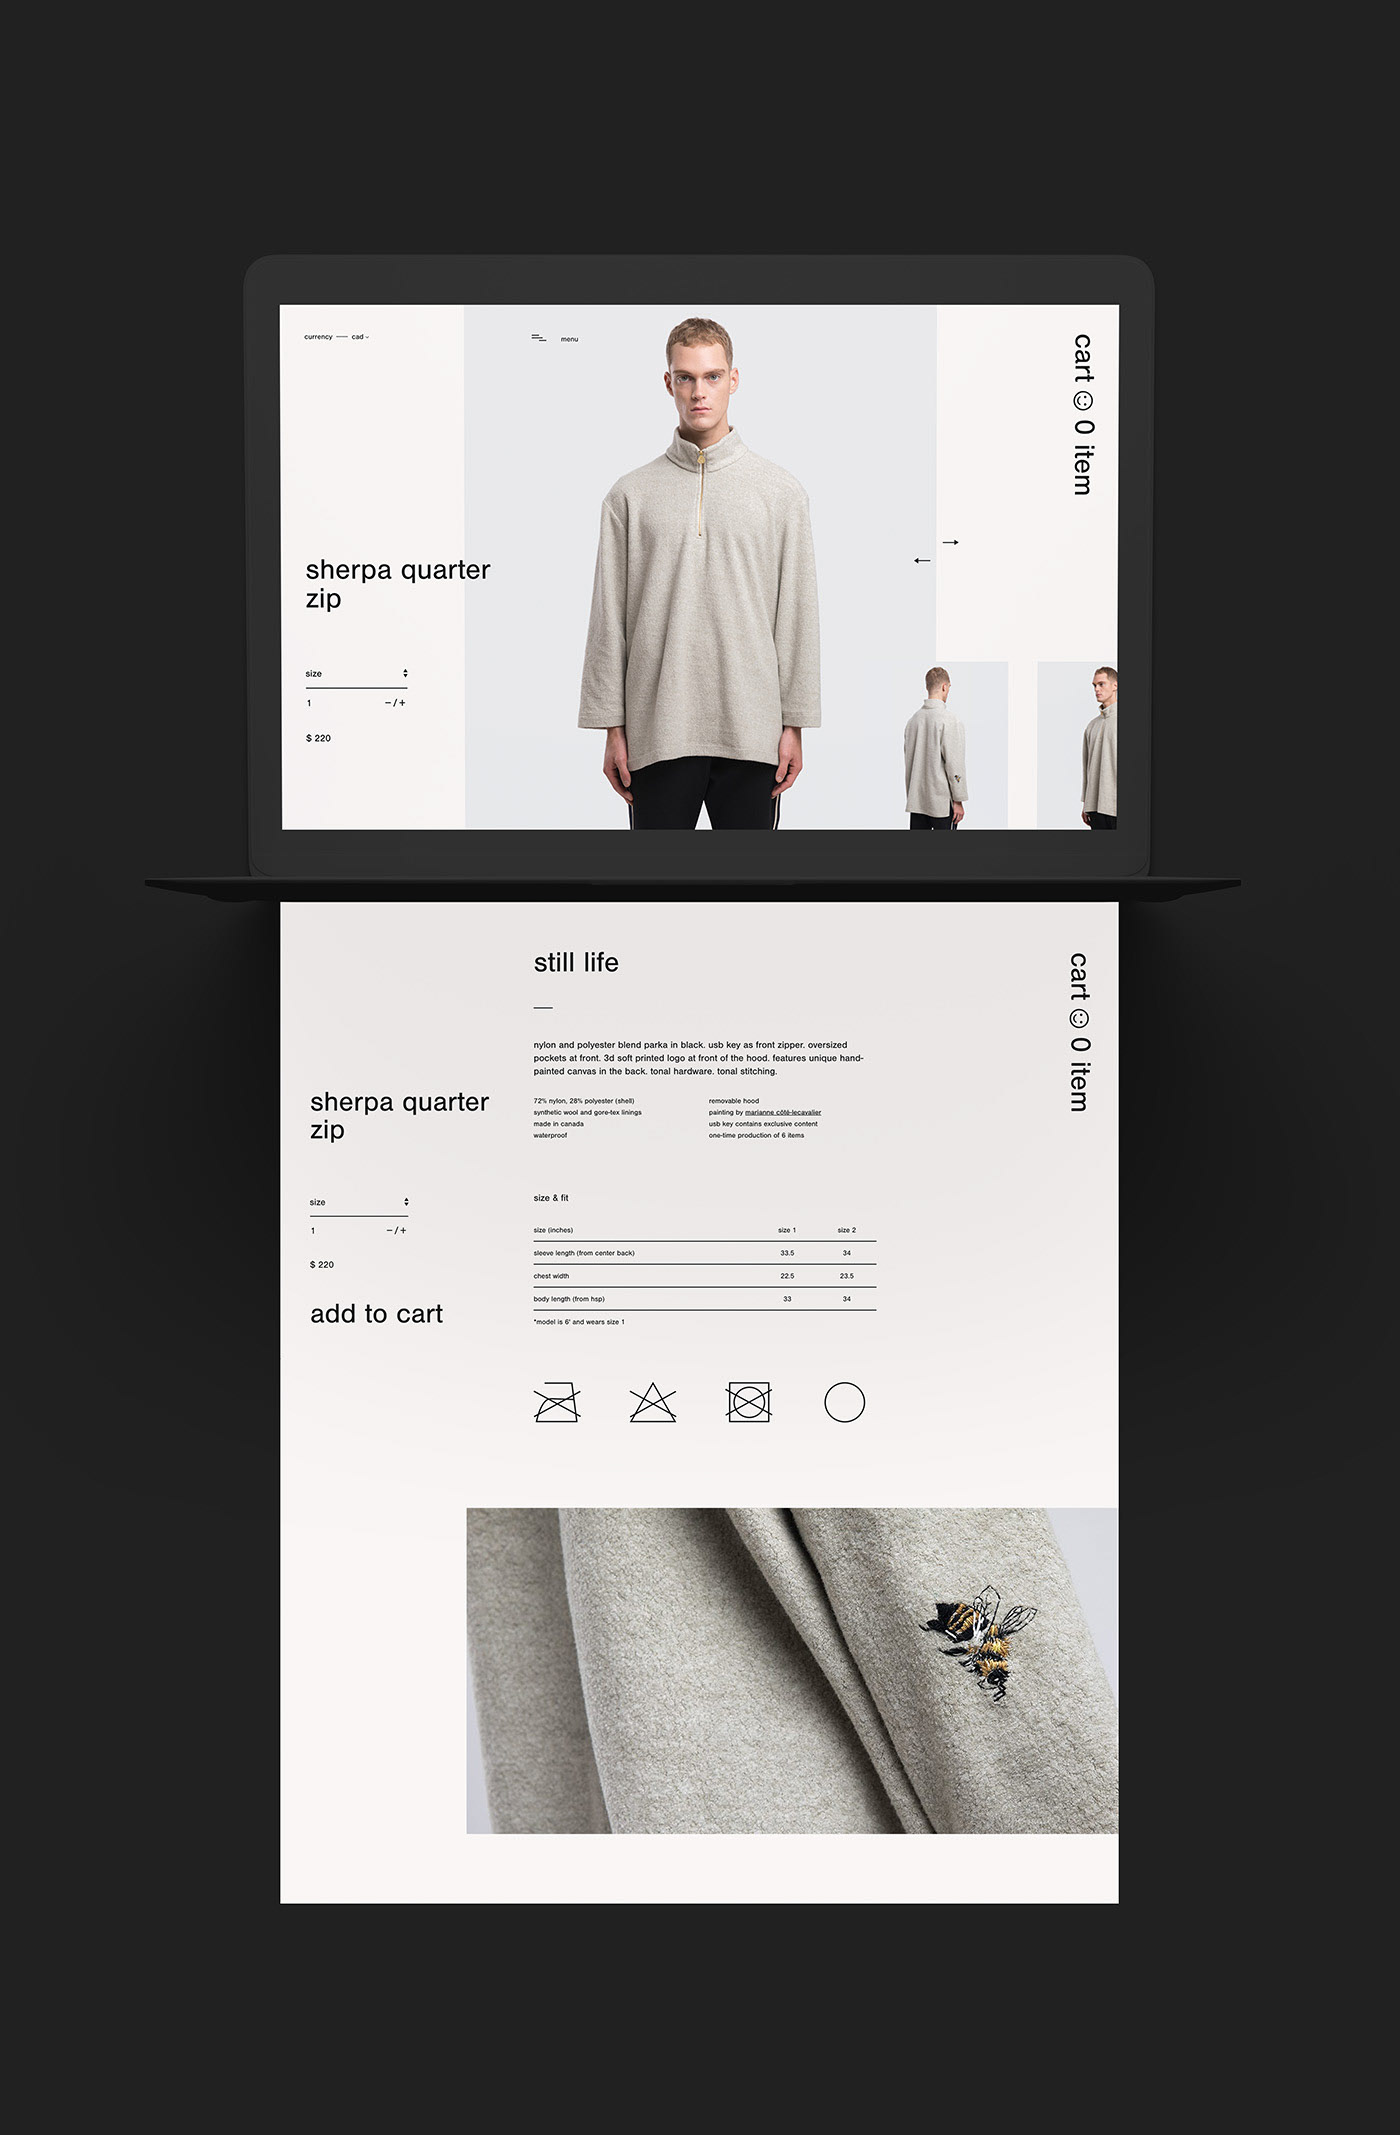 currency — cad
menu
cart ☺ 0 item
sherpa quarter
zip
size
1 − / +
$ 220
still life
cart ☺ 0 item
nylon and polyester blend parka in black. usb key as front zipper. oversized
pockets at front. 3d soft printed logo at front of the hood. features unique hand-
painted canvas in the back. tonal hardware. tonal stitching.
sherpa quarter
zip
72% nylon, 28% polyester (shell)
synthetic wool and gore-tex linings
made in canada
waterproof
removable hood
painting by marianne côté-lecavalier
usb key contains exclusive content
one-time production of 6 items
size
1 − / +
$ 220
add to cart
size & fit
size (inches) size 1 size 2
sleeve length (from center back) 33.5 34
chest width 22.5 23.5
body length (from hsp) 33 34
*model is 6' and wears size 1